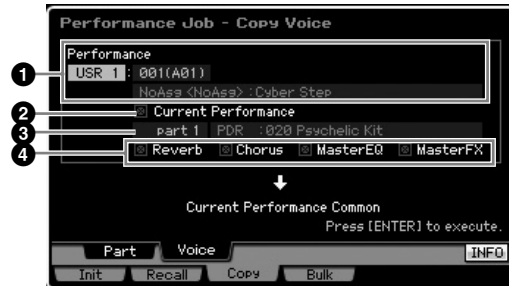 Performance Job - Copy Voice
Performance
1 USR 1 : 001(A01)
NoAsg <NoAsg> : Cyber Step
2 Current Performance
3 part 1 PDR : 020 Psychelic Kit
4 Reverb Chorus MasterEQ MasterFX
Current Performance Common
Press [ENTER] to execute.
Part Voice INFO
Init Recall Copy Bulk